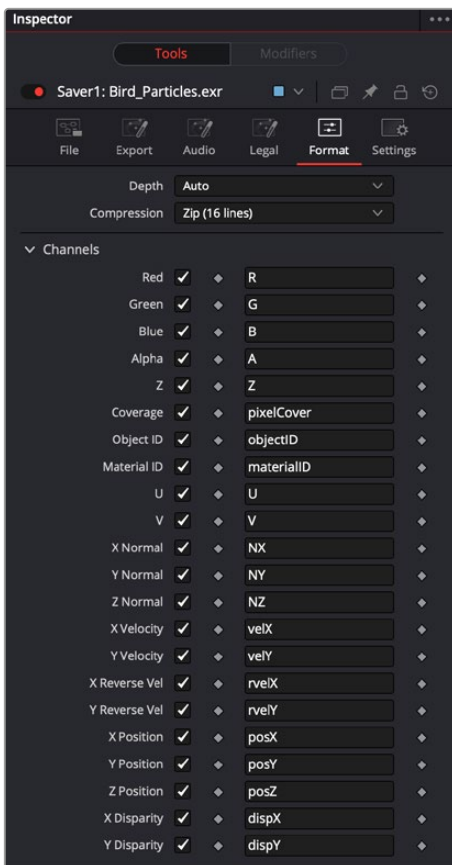 Inspector
Tools Modifiers
Saver1: Bird_Particles.exr
File Export Audio Legal Format Settings
Depth Auto
Compression Zip (16 lines)
Channels
Red R
Green G
Blue B
Alpha A
Z Z
Coverage pixelCover
Object ID objectID
Material ID materialID
U U
V V
X Normal NX
Y Normal NY
Z Normal NZ
X Velocity velX
Y Velocity velY
X Reverse Vel rvelX
Y Reverse Vel rvelY
X Position posX
Y Position posY
Z Position posZ
X Disparity dispX
Y Disparity dispY